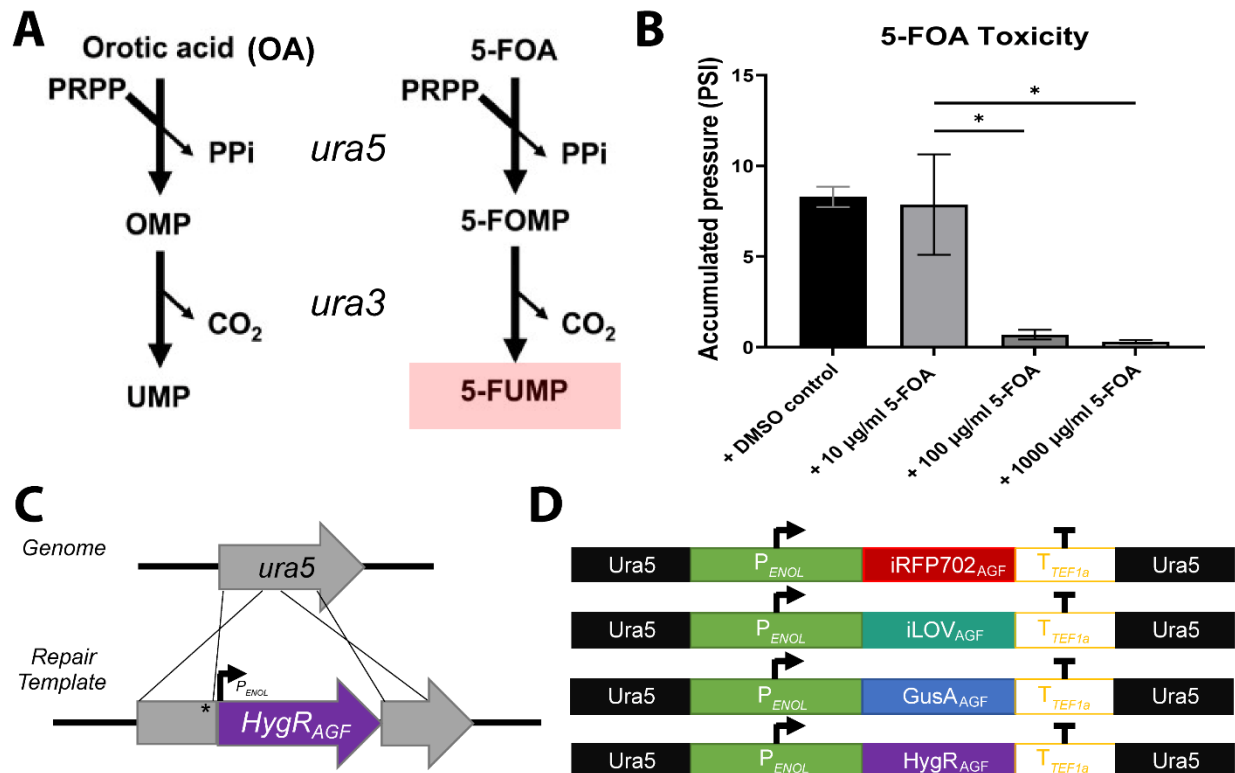 A
Orotic acid (OA)
5-FOA
PRPP
PRPP
PPi
ura5
PPi
OMP
5-FOMP
CO2
ura3
CO2
UMP
5-FUMP
B
5-FOA Toxicity
Accumulated pressure (PSI)
15
10
5
0
*
*
+ DMSO control
+ 10 µg/ml 5-FOA
+ 100 µg/ml 5-FOA
+ 1000 µg/ml 5-FOA
C
Genome
ura5
Repair
Template
PENOL
*
HygRAGF
D
Ura5 PENOL iRFP702AGF TTEF1a Ura5
Ura5 PENOL iLOVAGF TTEF1a Ura5
Ura5 PENOL GusAAGF TTEF1a Ura5
Ura5 PENOL HygRAGF TTEF1a Ura5